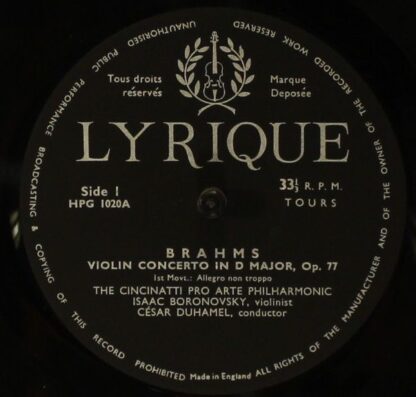 UNAUTHORISED PUBLIC PERFORMANCE BROADCASTING & COPYING OF THIS RECORD PROHIBITED
ALL RIGHTS OF THE MANUFACTURER AND OF THE OWNER OF THE RECORDED WORK RESERVED
Tous droits
réservés
Marque
Deposée
LYRIQUE
Side 1
HPG 1020A
33⅓ R. P. M.
TOURS
BRAHMS
VIOLIN CONCERTO IN D MAJOR, Op. 77
1st Movt.: Allegro non troppo
THE CINCINATTI PRO ARTE PHILHARMONIC
ISAAC BORONOVSKY, violinist
CÉSAR DUHAMEL, conductor
Made in England